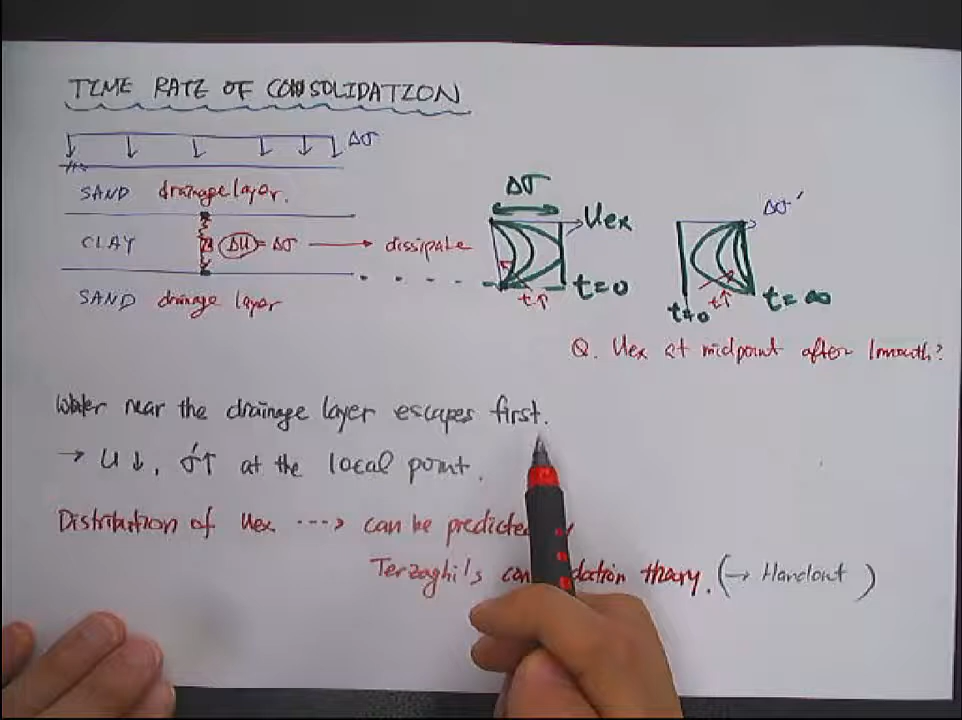 TIME RATE OF CONSOLIDATION
Δσ
SAND drainage layer.
CLAY ΔU = Δσ → dissipate
SAND drainage layer
Δσ
Uex
t=0
t↑
Δσ'
t=0
t↑
t=∞
Q. Uex at midpoint after 1month?
Water near the drainage layer escapes first.
→ u↓, σ'↑ at the local point.
Distribution of Uex ---> can be predicted
Terzaghi's theory. (→ Handout )